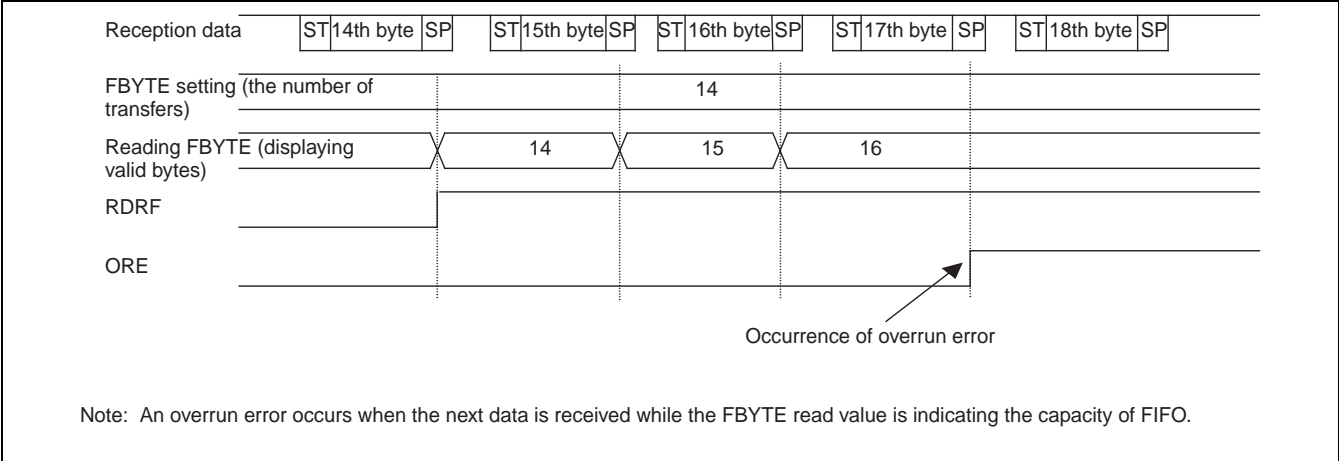 Reception data ST 14th byte SP ST 15th byte SP ST 16th byte SP ST 17th byte SP ST 18th byte SP
FBYTE setting (the number of
transfers)
14
Reading FBYTE (displaying
valid bytes)
14 15 16
RDRF
ORE
Occurrence of overrun error
Note: An overrun error occurs when the next data is received while the FBYTE read value is indicating the capacity of FIFO.